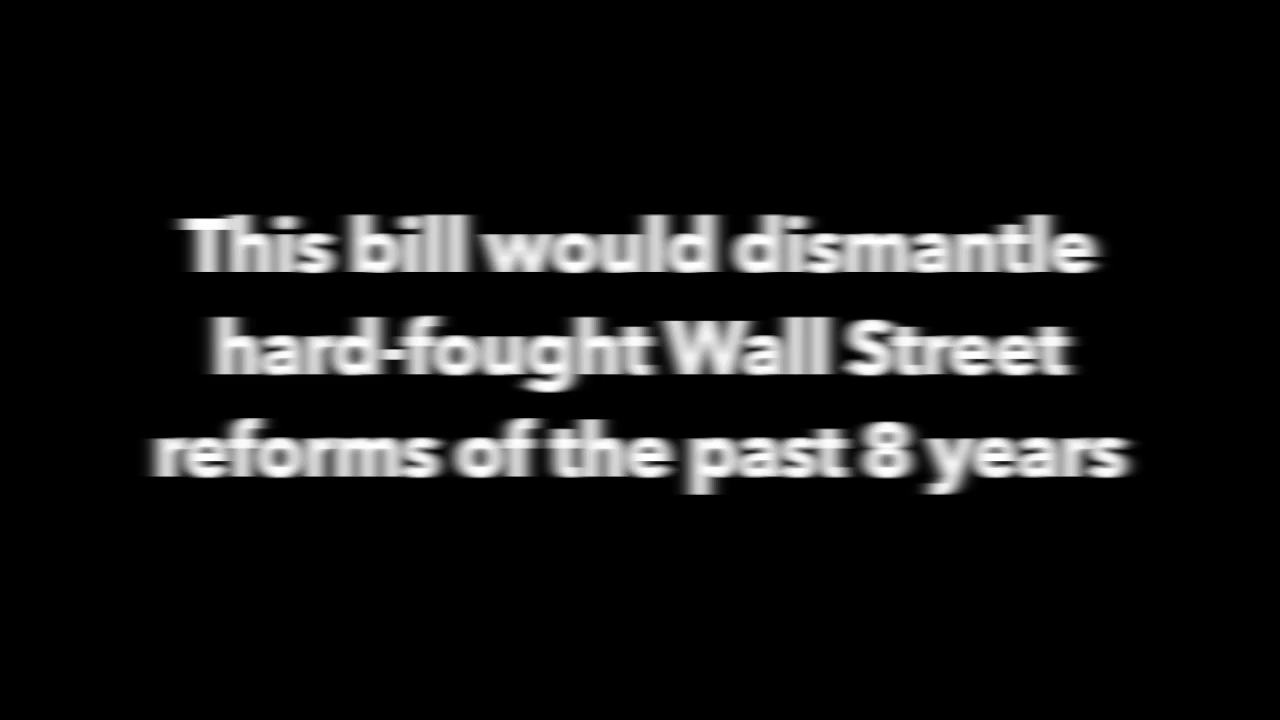 This bill would dismantle
hard-fought Wall Street
reforms of the past 8 years